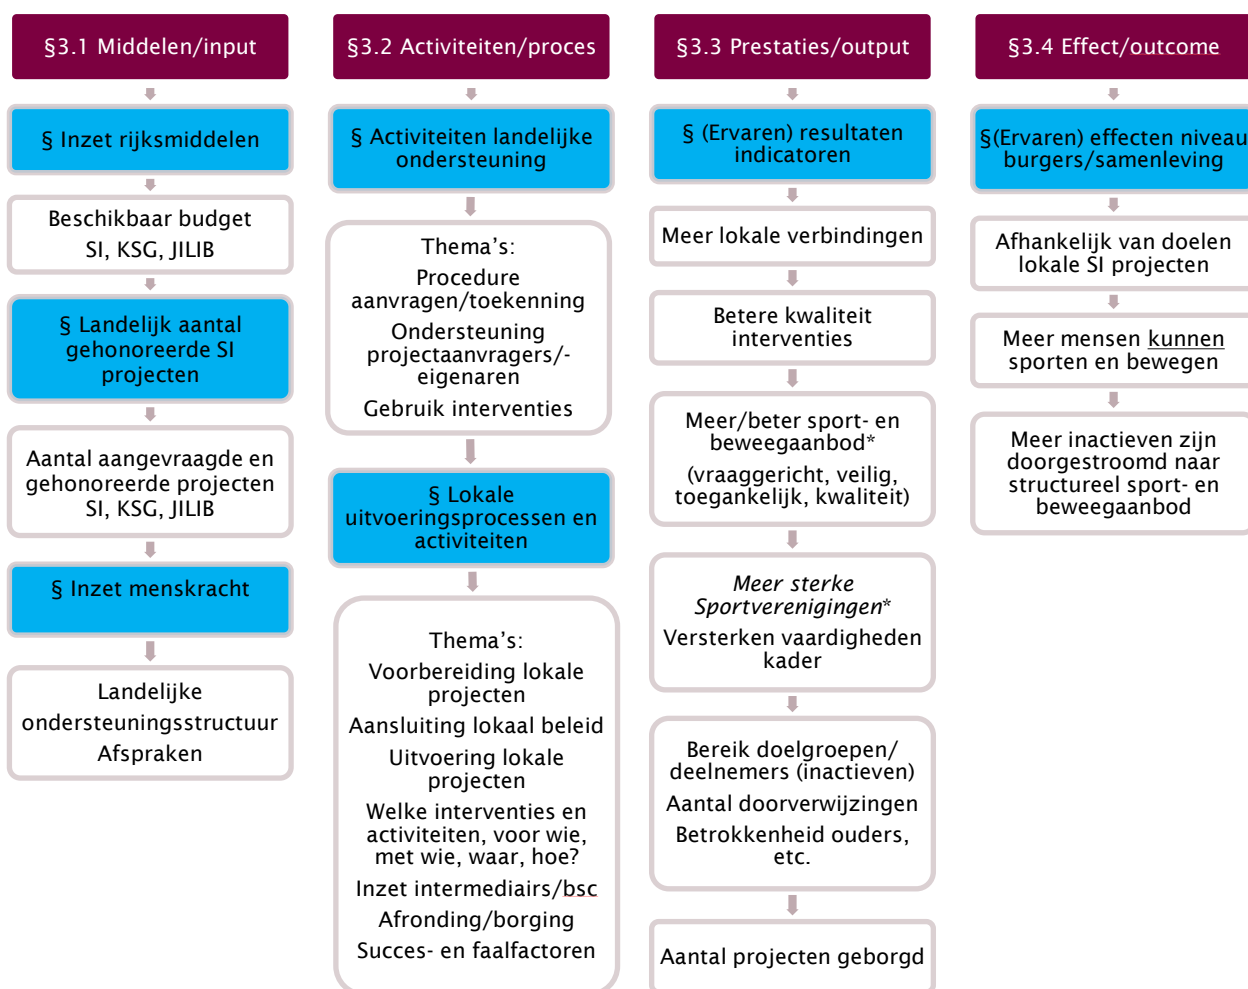 §3.1 Middelen/input
§ Inzet rijksmiddelen
Beschikbaar budget
SI, KSG, JILIB
§ Landelijk aantal
gehonoreerde SI
projecten
Aantal aangevraagde en
gehonoreerde projecten
SI, KSG, JILIB
§ Inzet menskracht
Landelijke
ondersteuningsstructuur
Afspraken
§3.2 Activiteiten/proces
§ Activiteiten landelijke
ondersteuning
Thema's:
Procedure
aanvragen/toekenning
Ondersteuning
projectaanvragers/-
eigenaren
Gebruik interventies
§ Lokale
uitvoeringsprocessen en
activiteiten
Thema's:
Voorbereiding lokale
projecten
Aansluiting lokaal beleid
Uitvoering lokale
projecten
Welke interventies en
activiteiten, voor wie,
met wie, waar, hoe?
Inzet intermediairs/bsc
Afronding/borging
Succes- en faalfactoren
§3.3 Prestaties/output
§ (Ervaren) resultaten
indicatoren
Meer lokale verbindingen
Betere kwaliteit
interventies
Meer/beter sport- en
beweegaanbod*
(vraaggericht, veilig,
toegankelijk, kwaliteit)
Meer sterke
Sportverenigingen*
Versterken vaardigheden
kader
Bereik doelgroepen/
deelnemers (inactieven)
Aantal doorverwijzingen
Betrokkenheid ouders,
etc.
Aantal projecten geborgd
§3.4 Effect/outcome
§(Ervaren) effecten niveau
burgers/samenleving
Afhankelijk van doelen
lokale SI projecten
Meer mensen kunnen
sporten en bewegen
Meer inactieven zijn
doorgestroomd naar
structureel sport- en
beweegaanbod